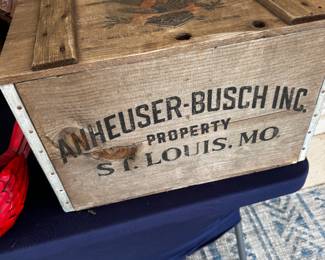 ANHEUSER-BUSCH INC.
PROPERTY
ST. LOUIS, MO.